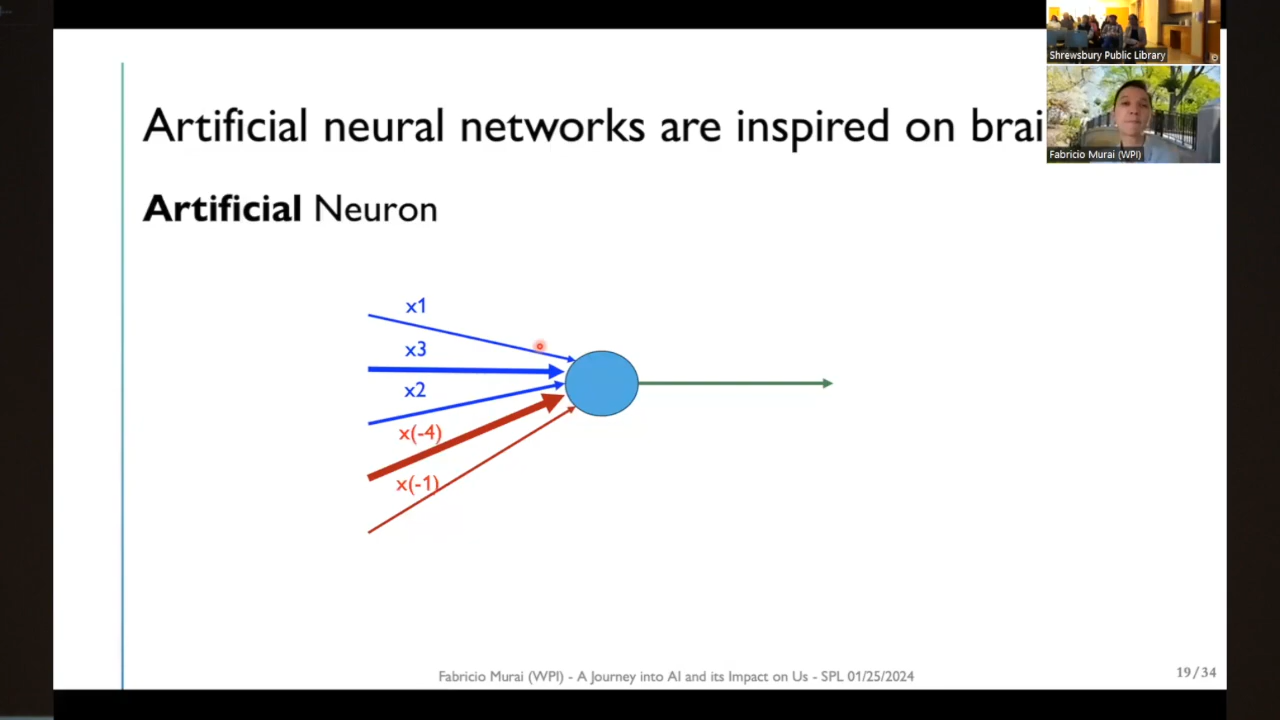 Shrewsbury Public Library
Fabricio Murai (WPI)
Artificial neural networks are inspired on brai
Artificial Neuron
x1
x3
x2
x(-4)
x(-1)
Fabricio Murai (WPI) - A Journey into AI and its Impact on Us - SPL 01/25/2024
19/34